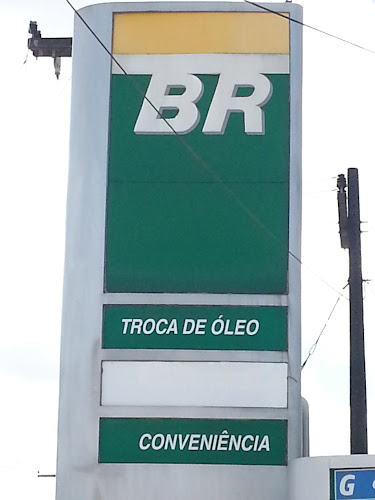 BR
TROCA DE ÓLEO
CONVENIÊNCIA
G